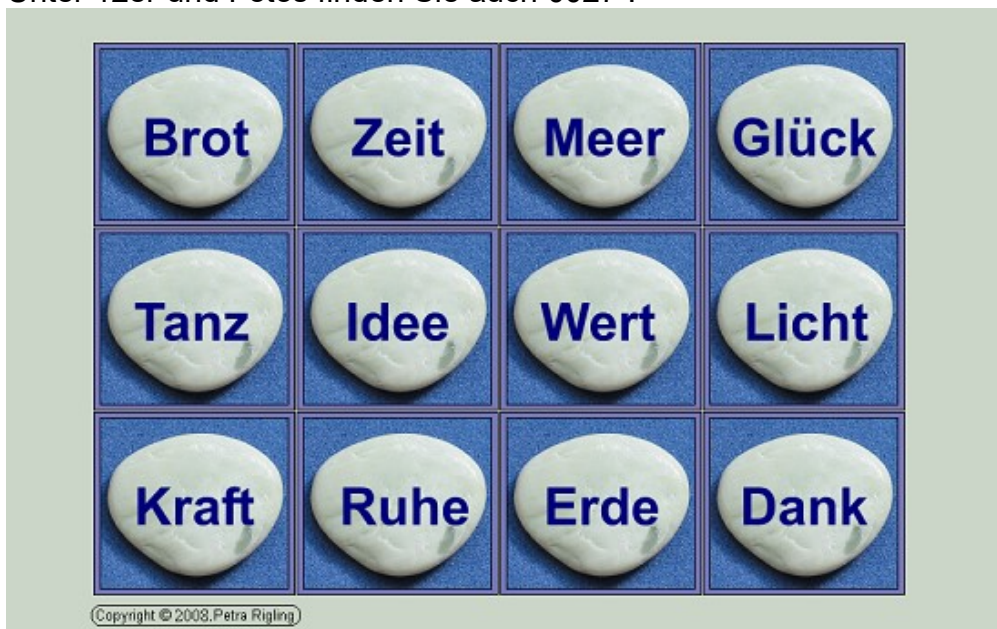 Brot Zeit Meer Glück
Tanz Idee Wert Licht
Kraft Ruhe Erde Dank
Copyright © 2008.Petra Rigling